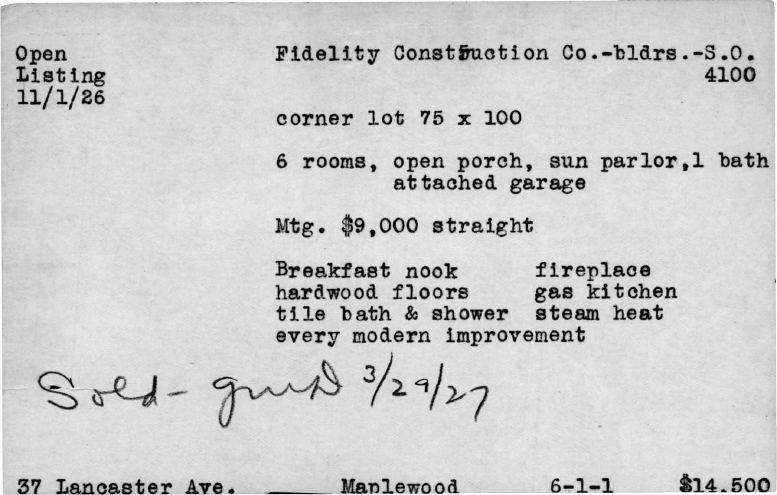 Open Fidelity Construction Co.-bldrs.-S.O.
Listing 4100
11/1/26
corner lot 75 x 100
6 rooms, open porch, sun parlor,1 bath
attached garage
Mtg. $9,000 straight
Breakfast nook fireplace
hardwood floors gas kitchen
tile bath & shower steam heat
every modern improvement
Sold- 3/29/27
37 Lancaster Ave. Maplewood 6-1-1 $14,500